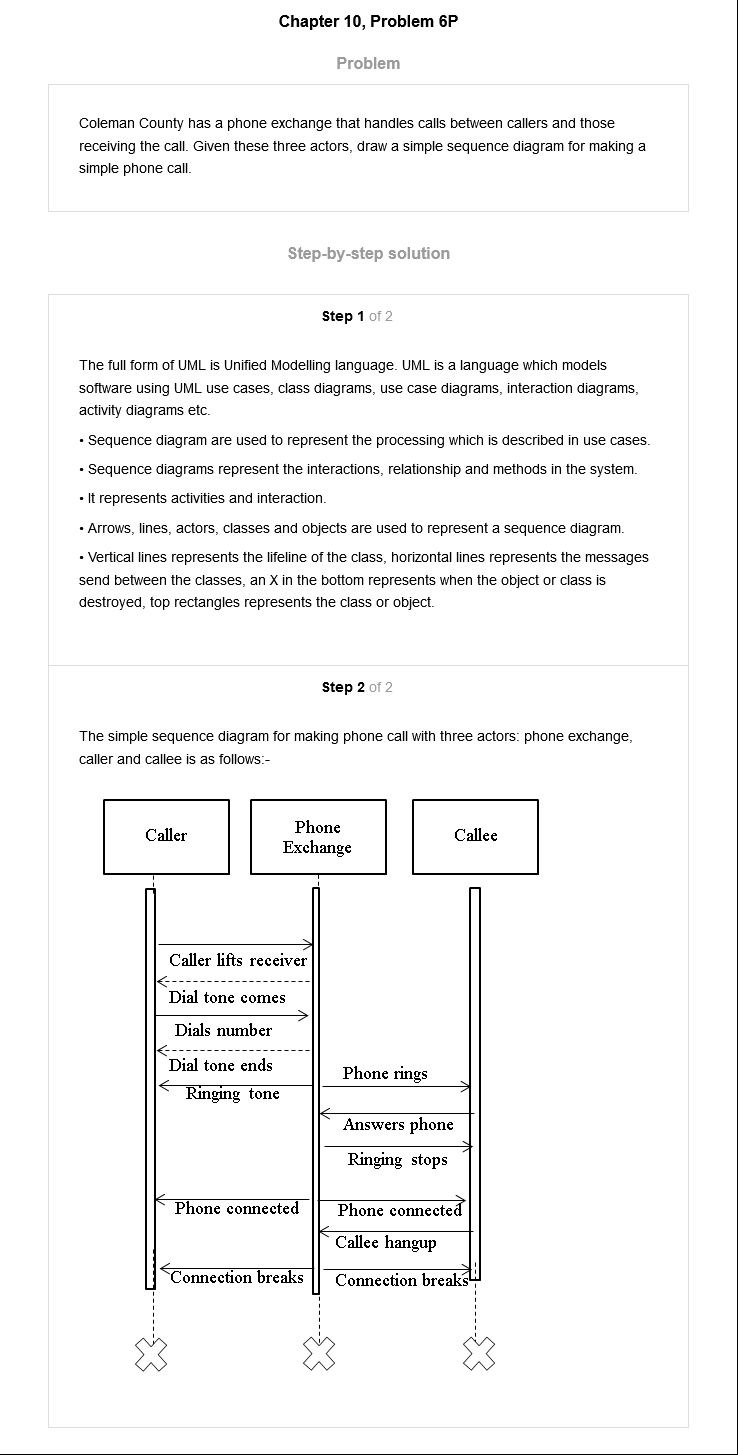 Chapter 10, Problem 6P
Problem
Coleman County has a phone exchange that handles calls between callers and those
receiving the call. Given these three actors, draw a simple sequence diagram for making a
simple phone call.
Step-by-step solution
Step 1 of 2
The full form of UML is Unified Modelling language. UML is a language which models
software using UML use cases, class diagrams, use case diagrams, interaction diagrams,
activity diagrams etc.
• Sequence diagram are used to represent the processing which is described in use cases.
• Sequence diagrams represent the interactions, relationship and methods in the system.
• It represents activities and interaction.
• Arrows, lines, actors, classes and objects are used to represent a sequence diagram.
• Vertical lines represents the lifeline of the class, horizontal lines represents the messages
send between the classes, an X in the bottom represents when the object or class is
destroyed, top rectangles represents the class or object.
Step 2 of 2
The simple sequence diagram for making phone call with three actors: phone exchange,
caller and callee is as follows:-
Caller
Phone
Exchange
Callee
Caller lifts receiver
Dial tone comes
Dials number
Dial tone ends
Phone rings
Ringing tone
Answers phone
Ringing stops
Phone connected
Phone connected
Callee hangup
Connection breaks
Connection breaks